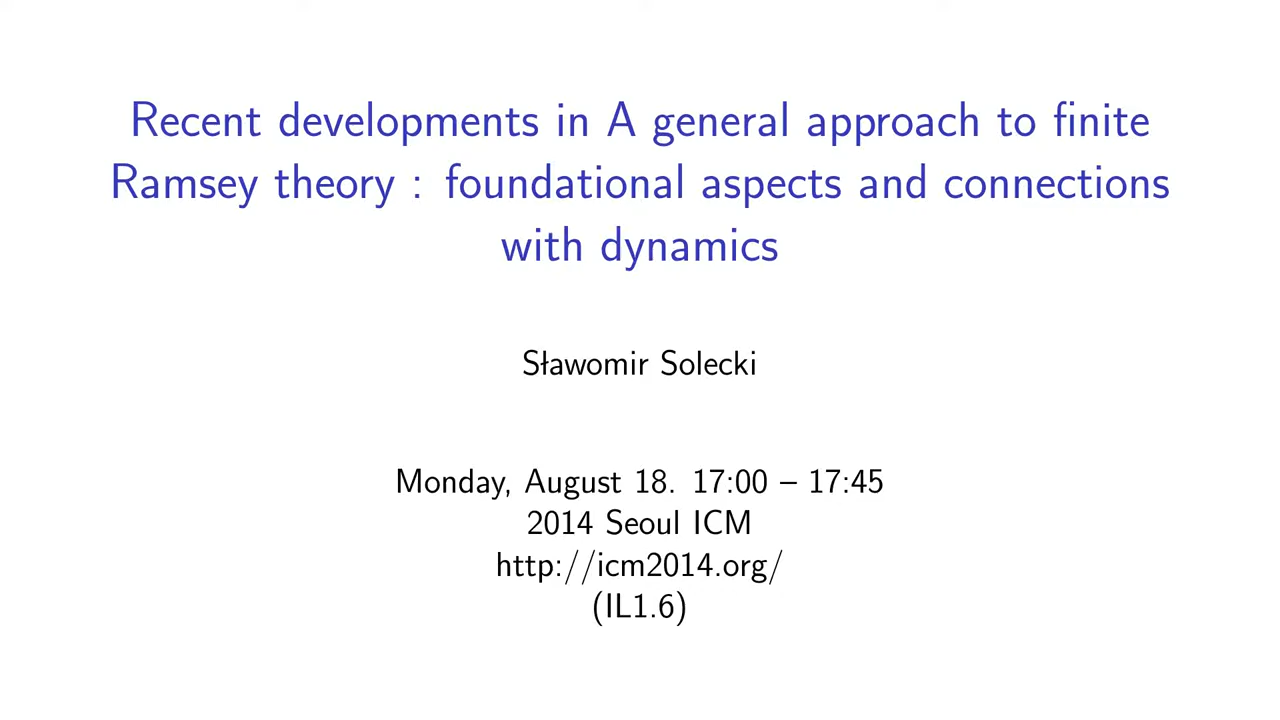 Recent developments in A general approach to finite
Ramsey theory : foundational aspects and connections
with dynamics
Sławomir Solecki
Monday, August 18. 17:00 – 17:45
2014 Seoul ICM
http://icm2014.org/
(IL1.6)